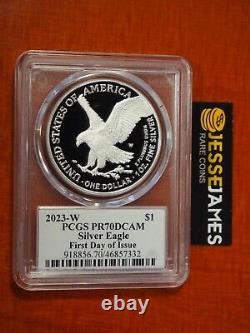 UNITED STATES OF AMERICA
ONE DOLLAR 1 OZ. FINE SILVER
W
2023-W $1
PCGS PR70DCAM
Silver Eagle
First Day of Issue
918856.70/46857332
JESSE JAMES
RARE COINS